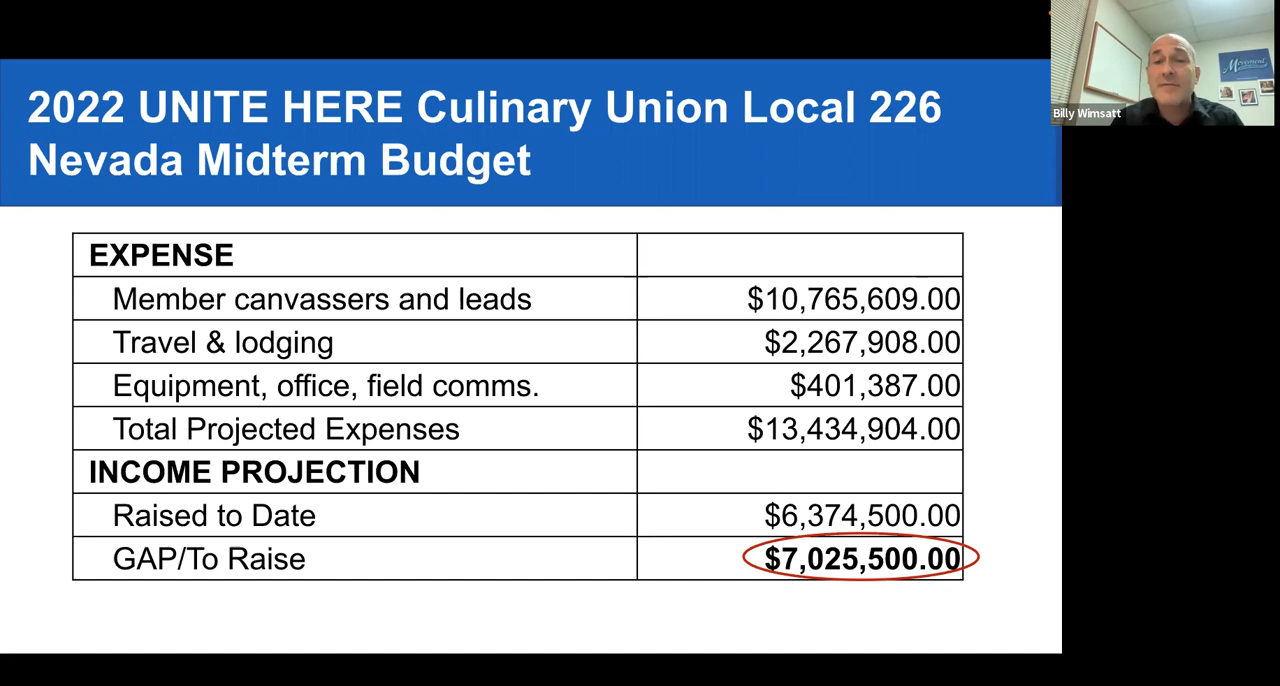 2022 UNITE HERE Culinary Union Local 226
Nevada Midterm Budget
EXPENSE
Member canvassers and leads $10,765,609.00
Travel & lodging $2,267,908.00
Equipment, office, field comms. $401,387.00
Total Projected Expenses $13,434,904.00
INCOME PROJECTION
Raised to Date $6,374,500.00
GAP/To Raise $7,025,500.00
Movement
Billy Wimsatt